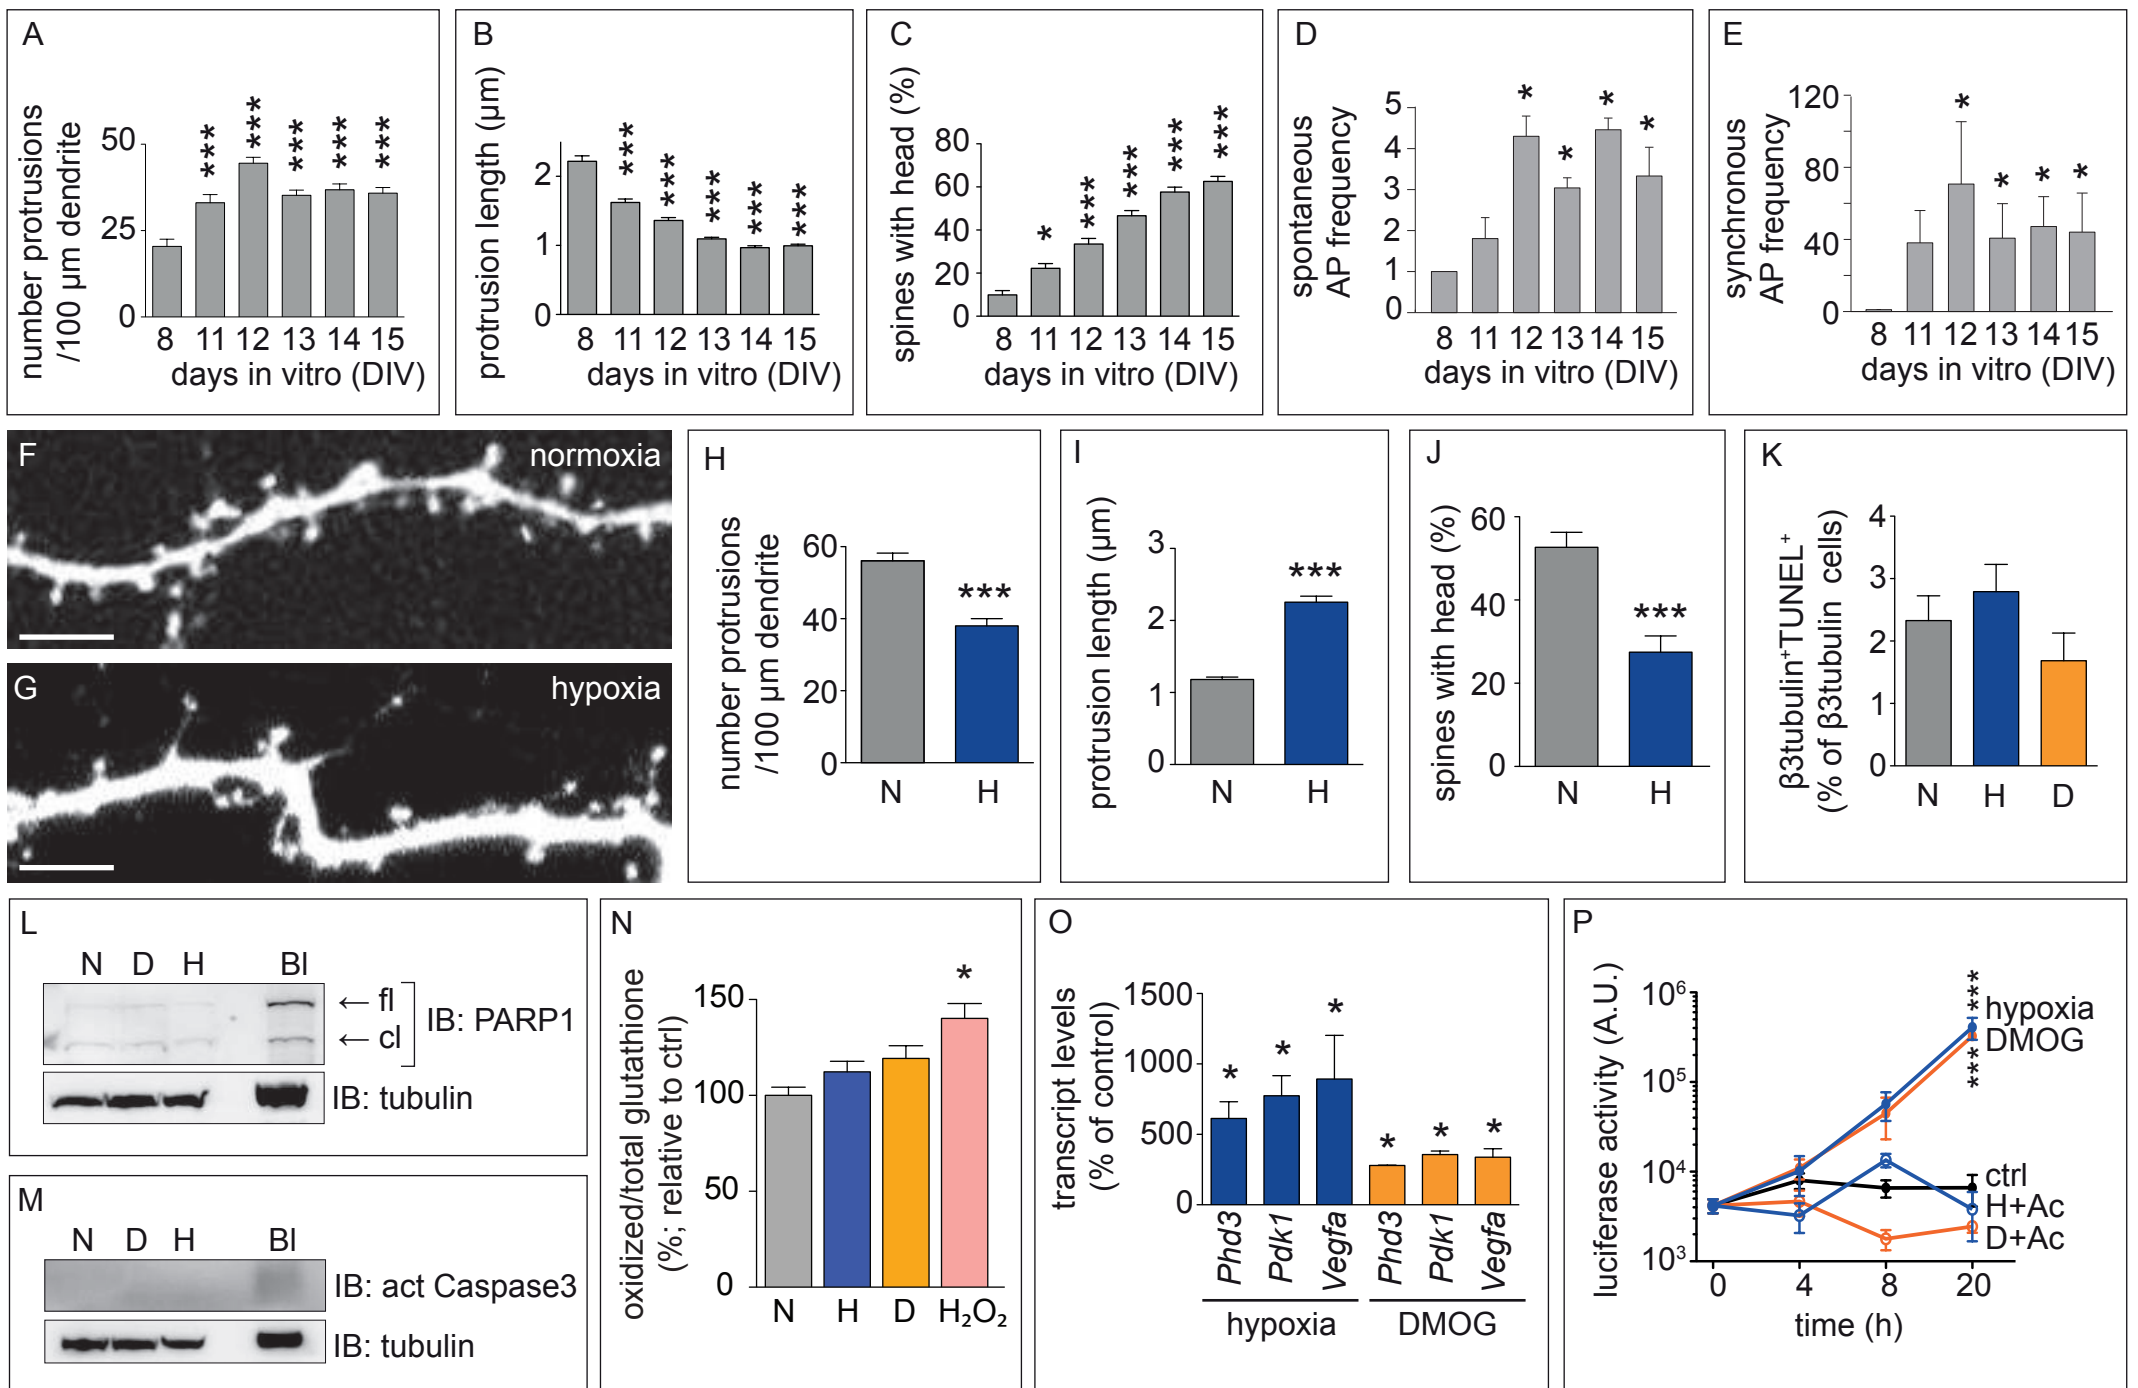 A
number protrusions
/100 µm dendrite
50
25
0
***
***
***
***
***
8 11 12 13 14 15
days in vitro (DIV)
B
protrusion length (µm)
2
1
0
***
***
***
***
***
8 11 12 13 14 15
days in vitro (DIV)
C
spines with head (%)
80
60
40
20
0
*
***
***
***
***
8 11 12 13 14 15
days in vitro (DIV)
D
spontaneous
AP frequency
5
4
3
2
1
0
* * * *
8 11 12 13 14 15
days in vitro (DIV)
E
synchronous
AP frequency
120
80
40
0
* * * *
8 11 12 13 14 15
days in vitro (DIV)
F
normoxia
G
hypoxia
H
number protrusions
/100 µm dendrite
60
40
20
0
***
N H
I
protrusion length (µm)
3
2
1
0
***
N H
J
spines with head (%)
60
40
20
0
***
N H
K
β3tubulin⁺TUNEL⁺
(% of β3tubulin cells)
4
3
2
1
0
N H D
L
N D H Bl
← fl
← cl
IB: PARP1
IB: tubulin
M
N D H Bl
IB: act Caspase3
IB: tubulin
N
oxidized/total glutathione
(%; relative to ctrl)
150
100
50
0
*
N H D H₂O₂
O
transcript levels
(% of control)
1500
1000
500
0
* * * * * *
Phd3 Pdk1 Vegfa Phd3 Pdk1 Vegfa
hypoxia DMOG
P
luciferase activity (A.U.)
10⁶
10⁵
10⁴
10³
***
hypoxia
DMOG
***
ctrl
H+Ac
D+Ac
0 4 8 20
time (h)